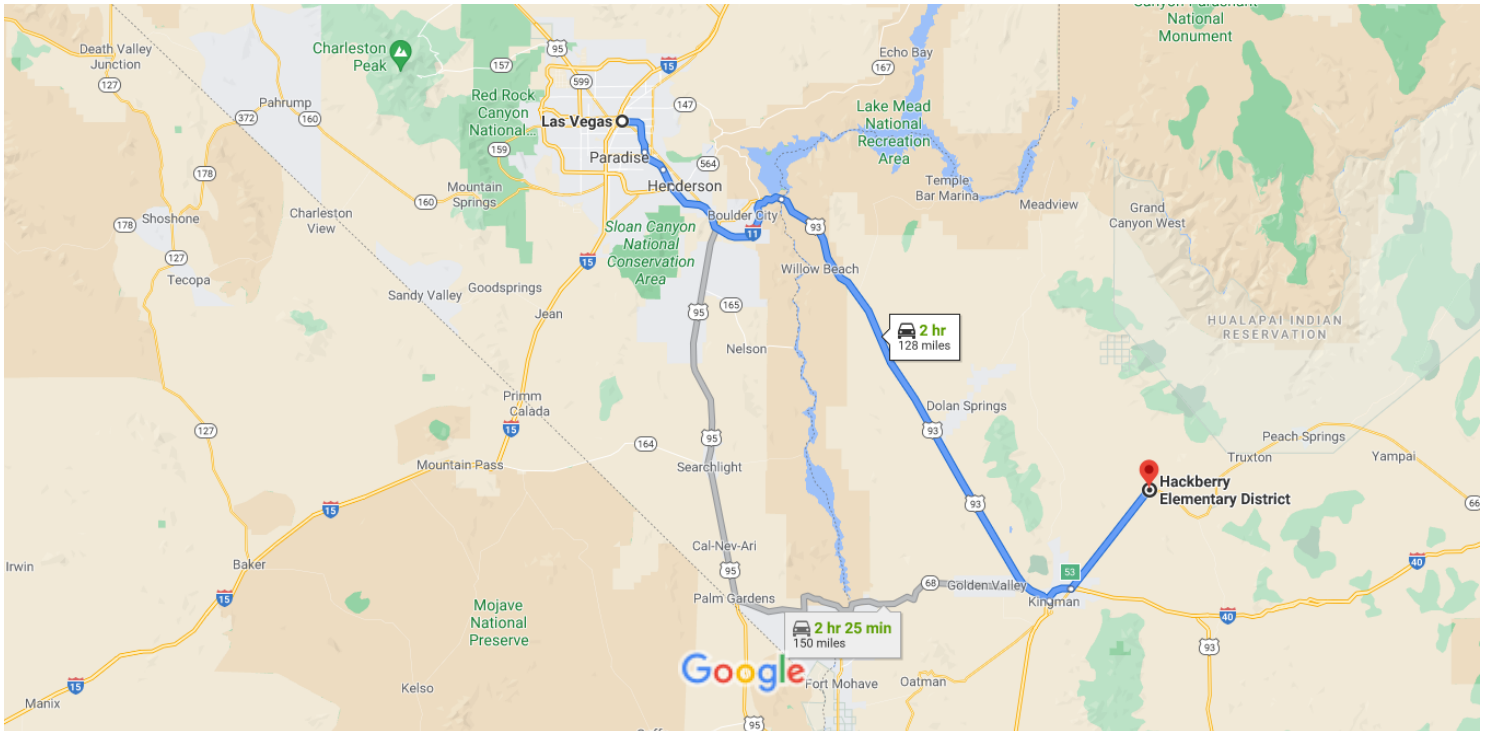 Canyon Parashant
National
Monument
Death Valley
Junction
Charleston
Peak
95
157
15
Echo Bay
167
127
599
Pahrump
372
160
Red Rock
Canyon
National...
147
Las Vegas
Lake Mead
National
Recreation
Area
159
Paradise
564
178
Mountain
Springs
Henderson
Temple
Bar Marina
160
Meadview
Shoshone
178
Charleston
View
Boulder City
Grand
Canyon West
Sloan Canyon
National
Conservation
Area
11
93
127
15
Willow Beach
Tecopa
Goodsprings
Sandy Valley
165
Jean
95
HUALAPAI INDIAN
RESERVATION
2 hr
128 miles
Nelson
Primm
Calada
Dolan Springs
127
15
93
95
164
Peach Springs
Mountain Pass
Searchlight
Truxton
Yampai
Hackberry
Elementary District
15
93
66
Cal-Nev-Ari
Irwin
Baker
95
53
40
68
Golden Valley
15
Palm Gardens
Kingman
Mojave
National
Preserve
40
2 hr 25 min
150 miles
93
Google
Kelso
Fort Mohave
Oatman
15
Manix
95